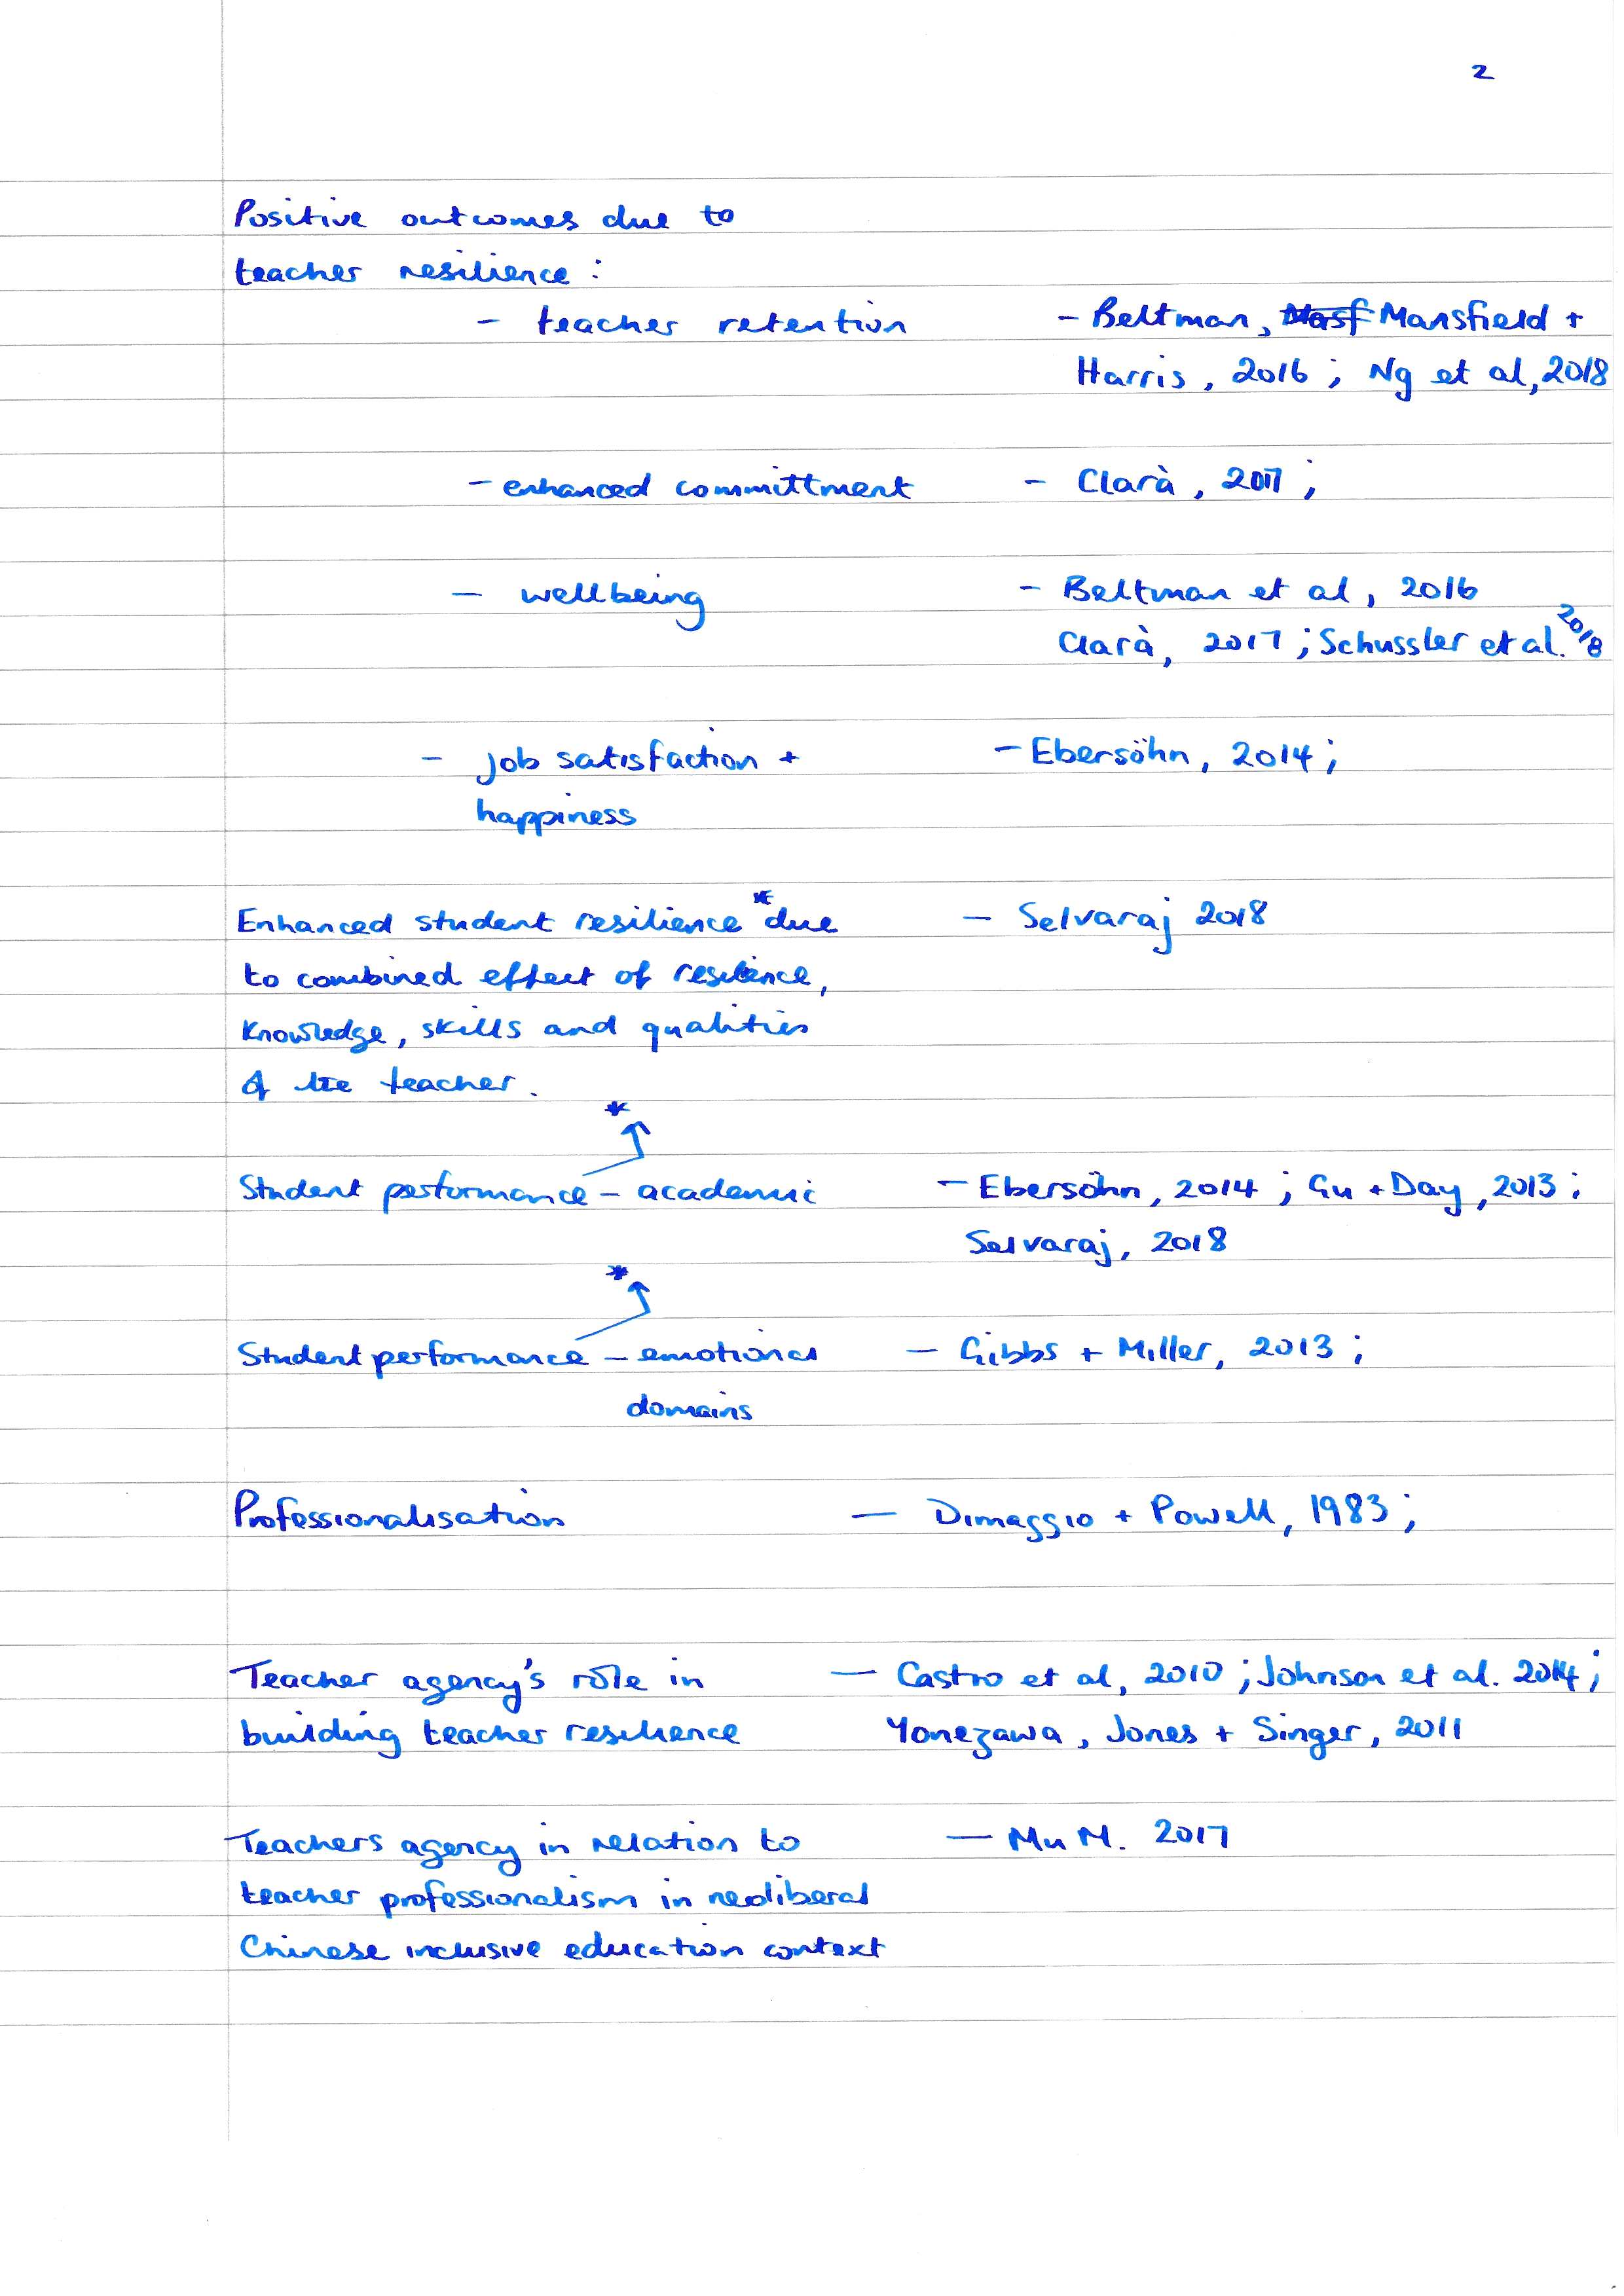 2
Positive outcomes due to
teacher resilience :
- teacher retention - Beltman, Masf Mansfield +
Harris, 2016 ; Ng et al, 2018
- enhanced committment - Clarà, 2017 ;
- wellbeing - Beltman et al, 2016
Clarà, 2017 ; Schussler et al. 2018
- job satisfaction + - Ebersöhn, 2014 ;
happiness
Enhanced student resilience * due - Selvaraj 2018
to combined effect of resilience,
knowledge, skills and qualities
of the teacher.
*
↑
Student performance - academic - Ebersöhn, 2014 ; Gu + Day, 2013 ;
Selvaraj, 2018
*
↑
Student performance - emotional - Gibbs + Miller, 2013 ;
domains
Professionalisation - Dimaggio + Powell, 1983 ;
Teacher agency's rôle in - Castro et al, 2010 ; Johnson et al. 2014 ;
building teacher resilience Yonezawa, Jones + Singer, 2011
Teachers agency in relation to - Mu M. 2017
teacher professionalism in neoliberal
Chinese inclusive education context